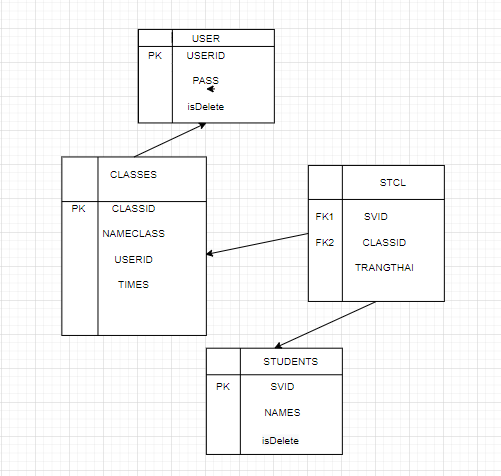 USER
PK USERID
PASS
isDelete
CLASSES
PK CLASSID
NAMECLASS
USERID
TIMES
STCL
FK1 SVID
FK2 CLASSID
TRANGTHAI
STUDENTS
PK SVID
NAMES
isDelete